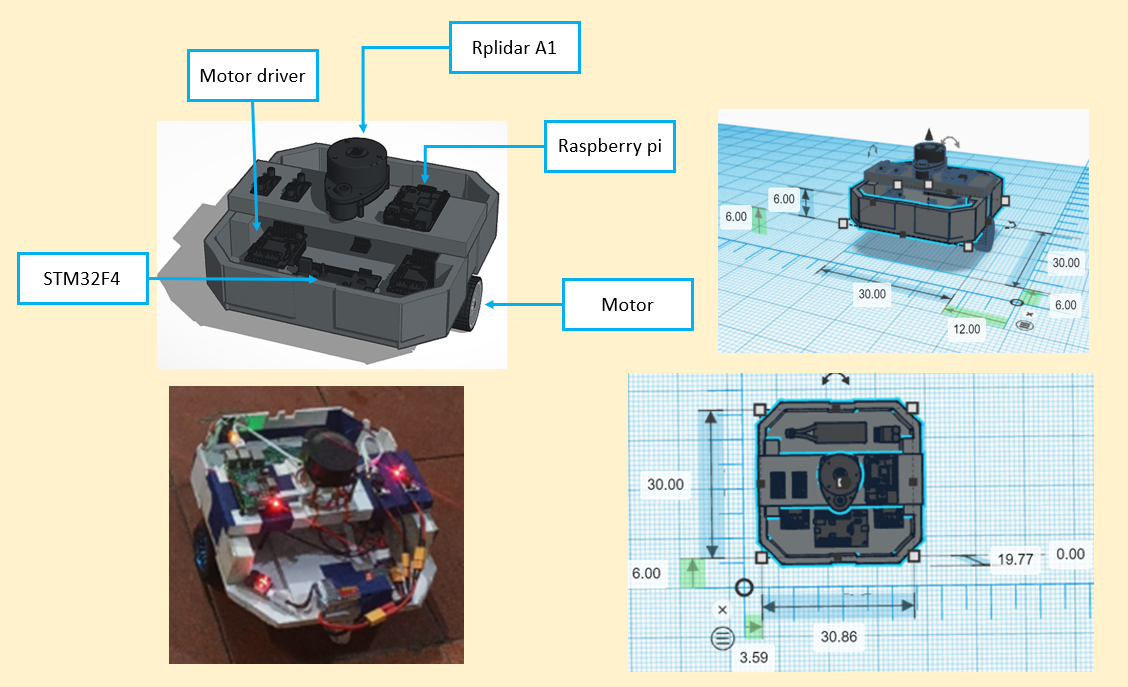 Rplidar A1
Motor driver
Raspberry pi
STM32F4
Motor
6.00
6.00
30.00
30.00
6.00
12.00
30.00
6.00
19.77
0.00
30.86
3.59